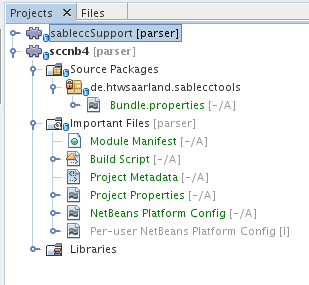 Projects
Files
sableccSupport [parser]
sccnb4 [parser]
Source Packages
de.htwsaarland.sablecctools
Bundle.properties [-/A]
Important Files [parser]
Module Manifest [-/A]
Build Script [-/A]
Project Metadata [-/A]
Project Properties [-/A]
NetBeans Platform Config [-/A]
Per-user NetBeans Platform Config [I]
Libraries